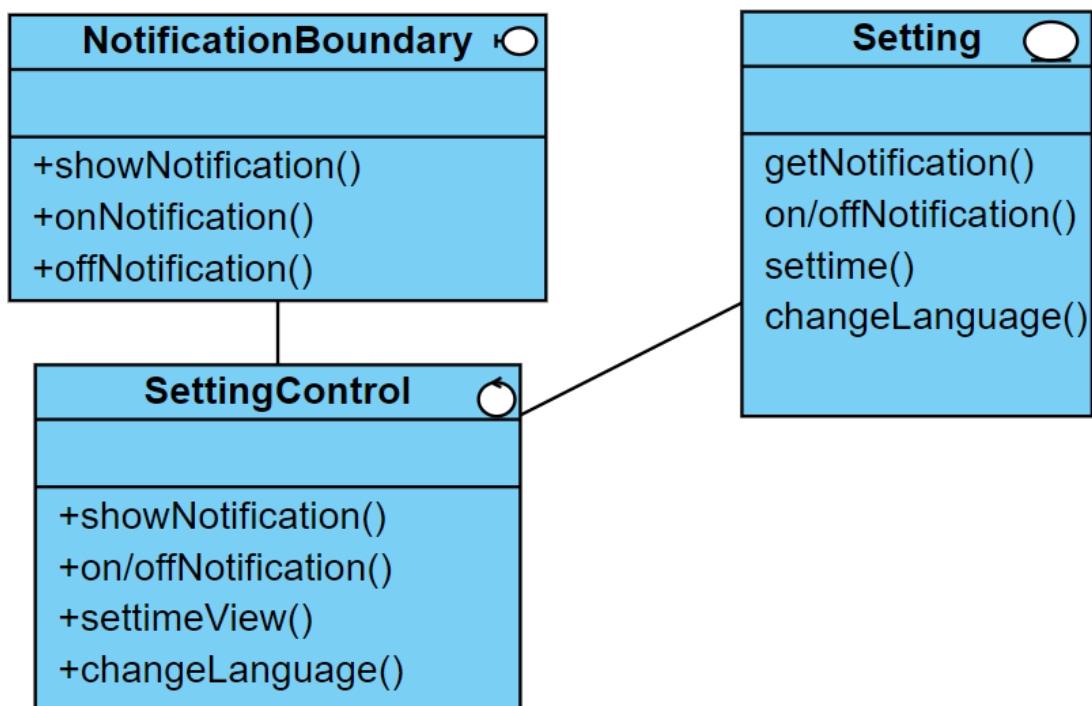 NotificationBoundary
+showNotification()
+onNotification()
+offNotification()
Setting
getNotification()
on/offNotification()
settime()
changeLanguage()
SettingControl
+showNotification()
+on/offNotification()
+settimeView()
+changeLanguage()